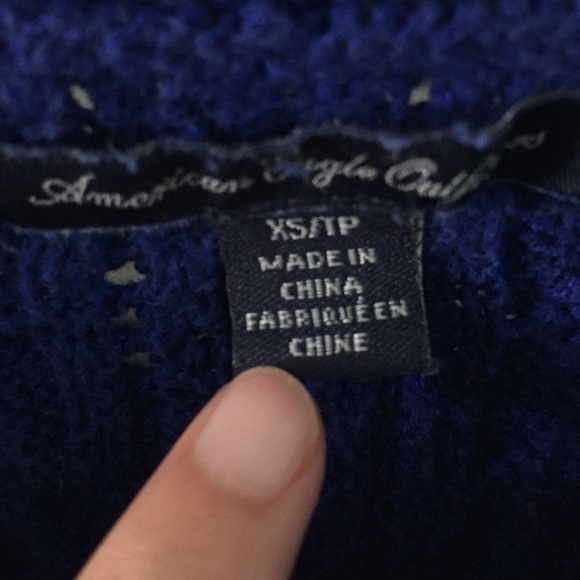 American Eagle Outfitters
XS/TP
MADE IN
CHINA
FABRIQUÉ EN
CHINE